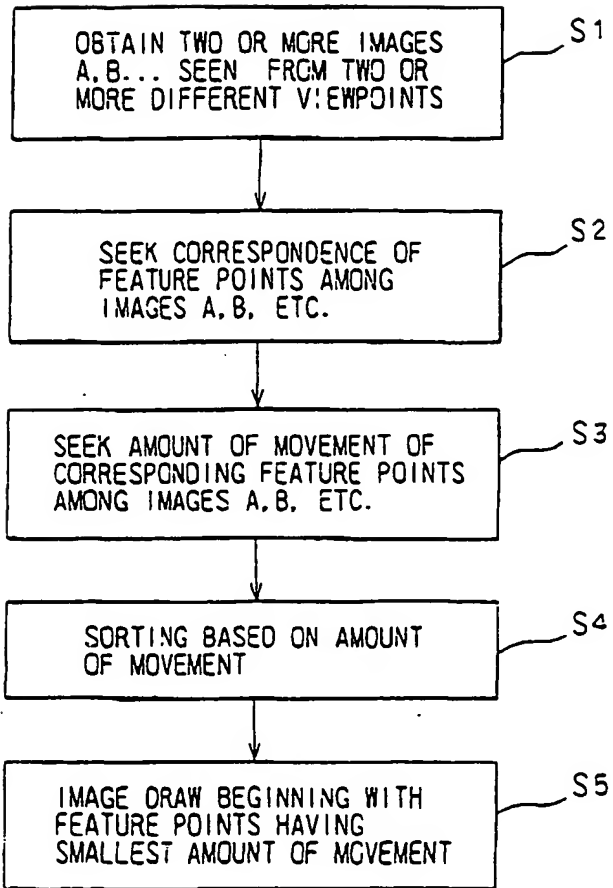 OBTAIN TWO OR MORE IMAGES
A,B... SEEN FROM TWO OR
MORE DIFFERENT VIEWPOINTS
S1
SEEK CORRESPONDENCE OF
FEATURE POINTS AMONG
IMAGES A,B, ETC.
S2
SEEK AMOUNT OF MOVEMENT OF
CORRESPONDING FEATURE POINTS
AMONG IMAGES A,B, ETC.
S3
SORTING BASED ON AMOUNT
OF MOVEMENT
S4
IMAGE DRAW BEGINNING WITH
FEATURE POINTS HAVING
SMALLEST AMOUNT OF MOVEMENT
S5